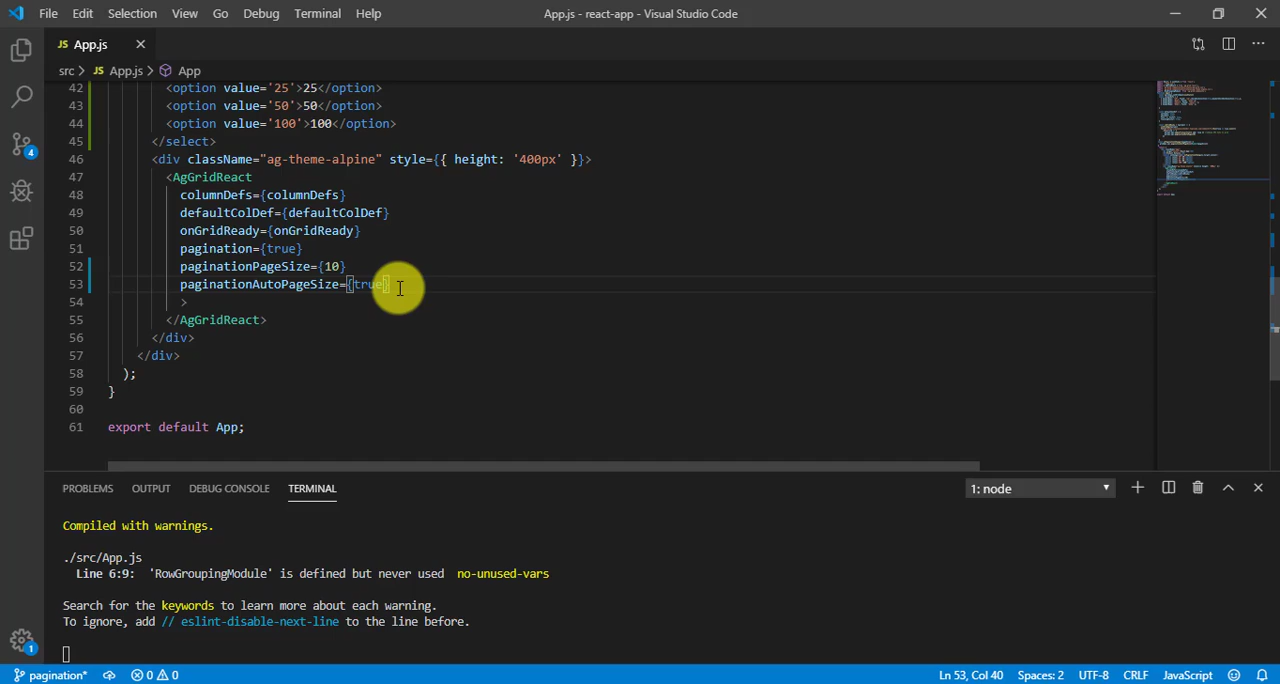 File Edit Selection View Go Debug Terminal Help App.js - react-app - Visual Studio Code
JS App.js
src > JS App.js > App
42 <option value='25'>25</option>
43 <option value='50'>50</option>
44 <option value='100'>100</option>
45 </select>
46 <div className="ag-theme-alpine" style={{ height: '400px' }}>
47 <AgGridReact
48 columnDefs={columnDefs}
49 defaultColDef={defaultColDef}
50 onGridReady={onGridReady}
51 pagination={true}
52 paginationPageSize={10}
53 paginationAutoPageSize={true}
54 >
55 </AgGridReact>
56 </div>
57 </div>
58 );
59 }
60
61 export default App;
PROBLEMS OUTPUT DEBUG CONSOLE TERMINAL 1: node
Compiled with warnings.
./src/App.js
Line 6:9: 'RowGroupingModule' is defined but never used no-unused-vars
Search for the keywords to learn more about each warning.
To ignore, add // eslint-disable-next-line to the line before.
4
1
pagination* 0 0 Ln 53, Col 40 Spaces: 2 UTF-8 CRLF JavaScript